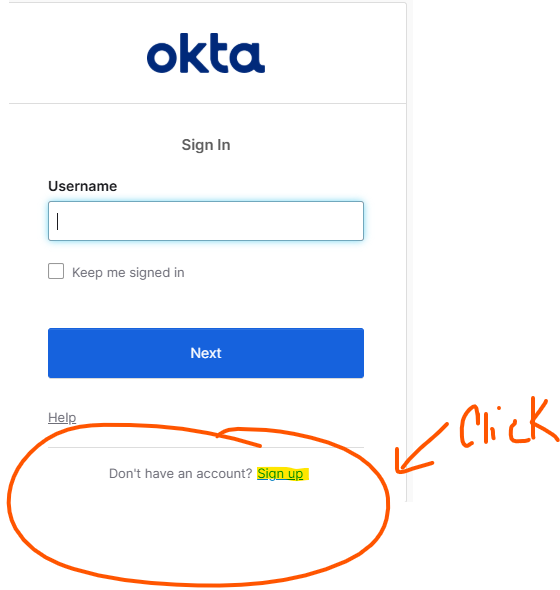 okta
Sign In
Username
Keep me signed in
Next
Help
Click
Don't have an account? Sign up